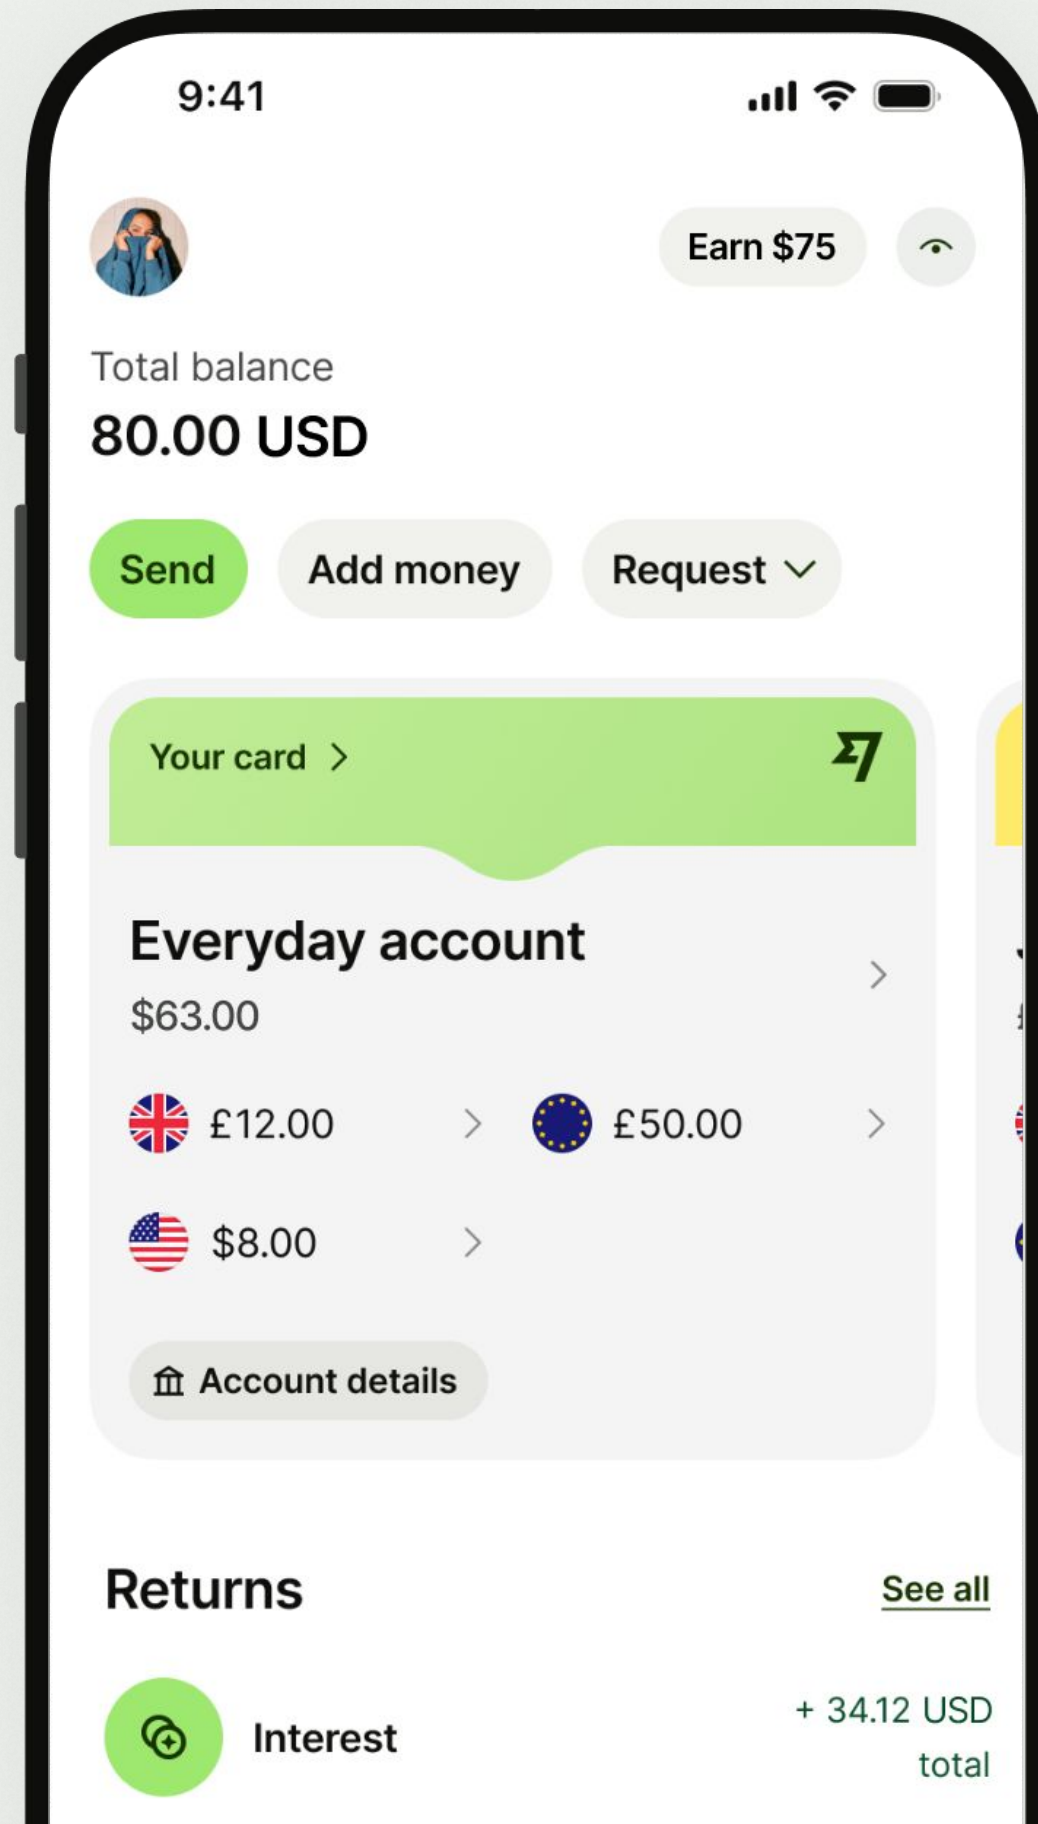 9:41
Earn $75
Total balance
80.00 USD
Send Add money Request
Your card
Everyday account
$63.00
£12.00 £50.00
$8.00
Account details
Returns See all
Interest + 34.12 USD
total